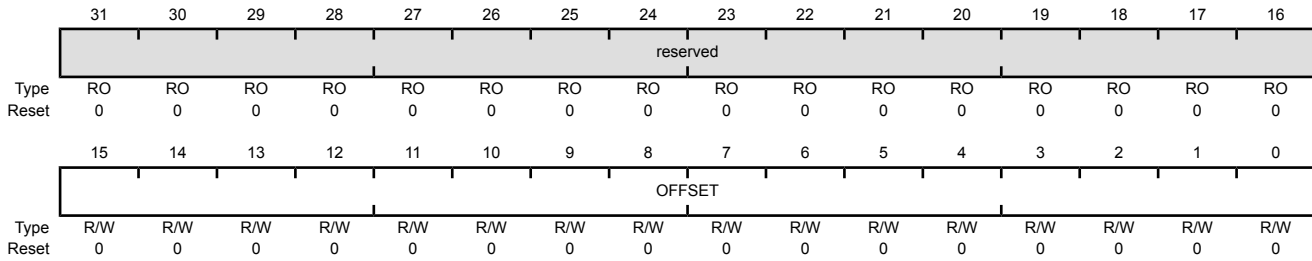 31 30 29 28 27 26 25 24 23 22 21 20 19 18 17 16
reserved
Type RO RO RO RO RO RO RO RO RO RO RO RO RO RO RO RO
Reset 0 0 0 0 0 0 0 0 0 0 0 0 0 0 0 0
15 14 13 12 11 10 9 8 7 6 5 4 3 2 1 0
OFFSET
Type R/W R/W R/W R/W R/W R/W R/W R/W R/W R/W R/W R/W R/W R/W R/W R/W
Reset 0 0 0 0 0 0 0 0 0 0 0 0 0 0 0 0